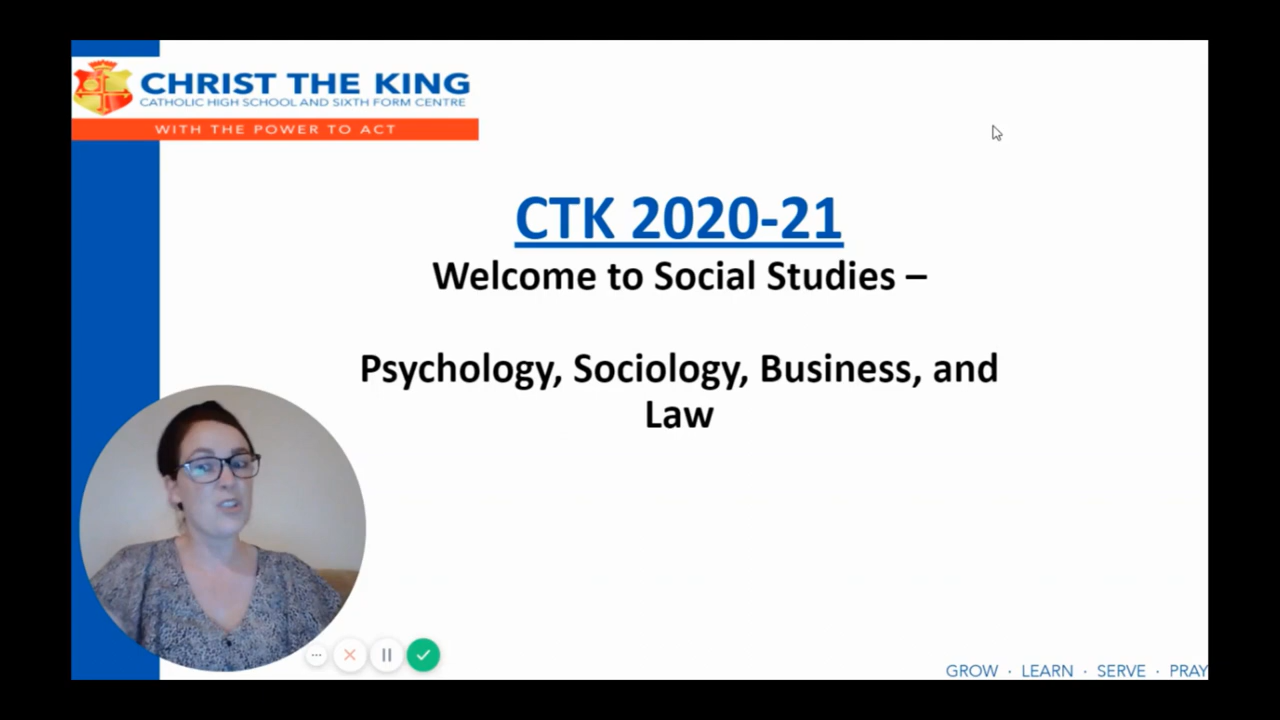 CHRIST THE KING
CATHOLIC HIGH SCHOOL AND SIXTH FORM CENTRE
WITH THE POWER TO ACT
CTK 2020-21
Welcome to Social Studies –
Psychology, Sociology, Business, and
Law
GROW · LEARN · SERVE · PRAY